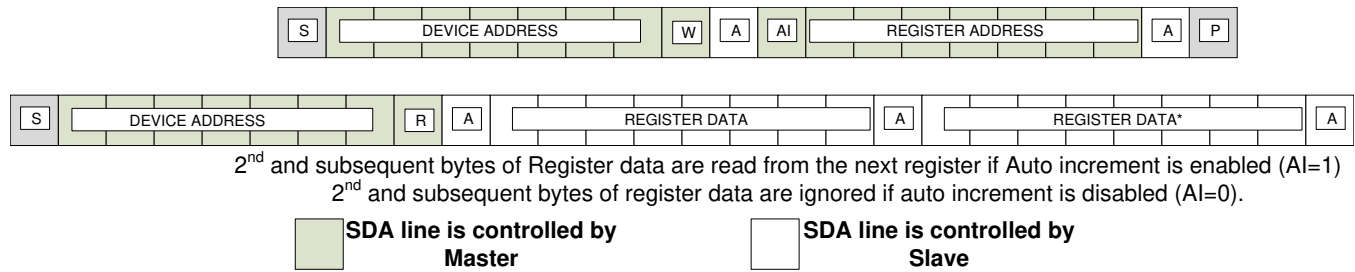 S DEVICE ADDRESS W A AI REGISTER ADDRESS A P
S DEVICE ADDRESS R A REGISTER DATA A REGISTER DATA* A
2nd and subsequent bytes of Register data are read from the next register if Auto increment is enabled (AI=1)
2nd and subsequent bytes of register data are ignored if auto increment is disabled (AI=0).
SDA line is controlled by Master
SDA line is controlled by Slave